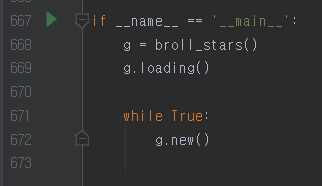 667 if __name__ == '__main__':
668 g = broll_stars()
669 g.loading()
670
671 while True:
672 g.new()
673